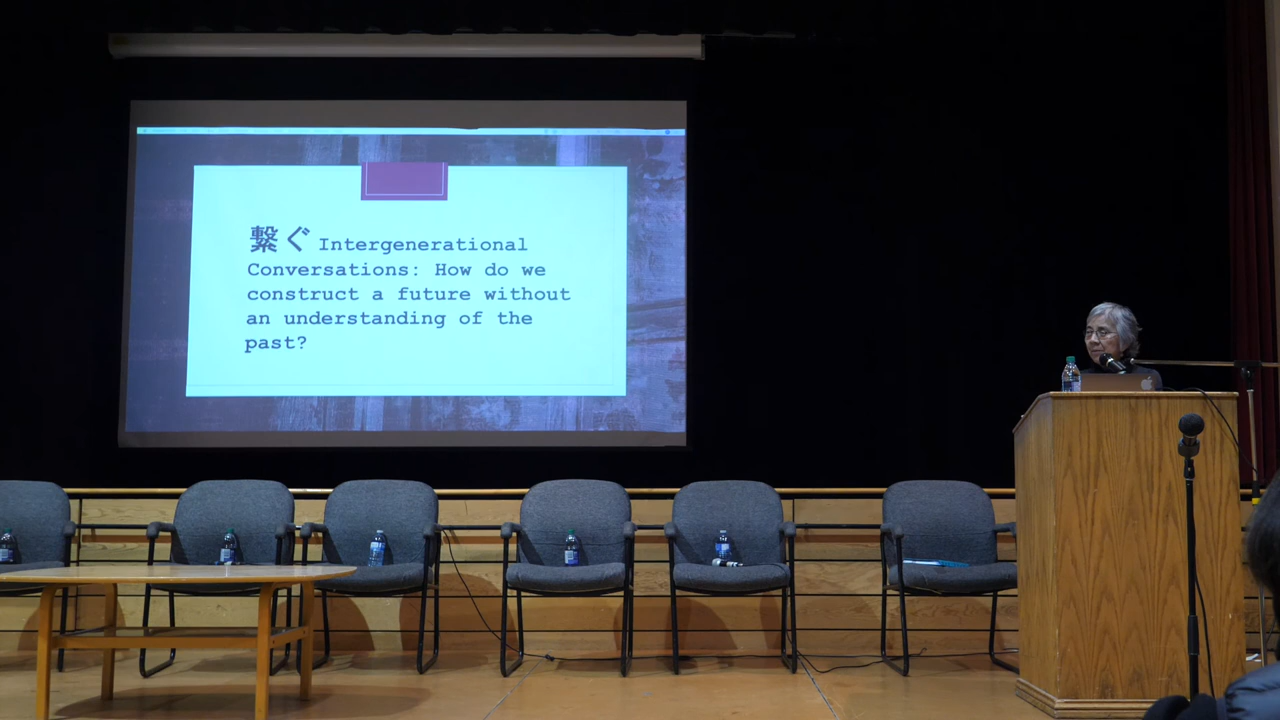 繋ぐ Intergenerational
Conversations: How do we
construct a future without
an understanding of the
past?